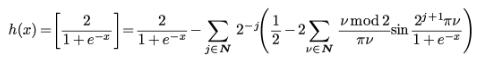 h(x) = [ 2 / (1 + e^{-x}) ] = 2 / (1 + e^{-x}) − ∑_{j∈N} 2^{-j} ( 1/2 − 2 ∑_{ν∈N} (ν mod 2)/(πν) sin (2^{j+1}πν)/(1 + e^{-x}) )